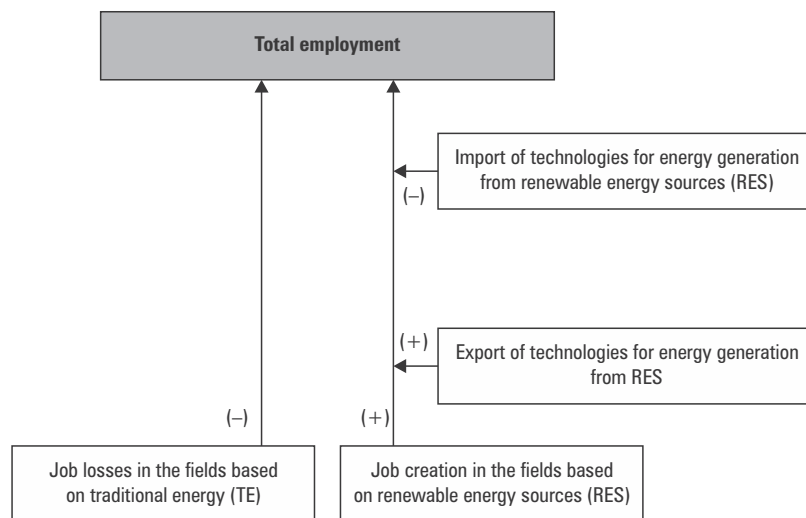 Total employment
Import of technologies for energy generation
from renewable energy sources (RES)
(–)
(+)
Export of technologies for energy generation
from RES
(–)
(+)
Job losses in the fields based
on traditional energy (TE)
Job creation in the fields based
on renewable energy sources (RES)